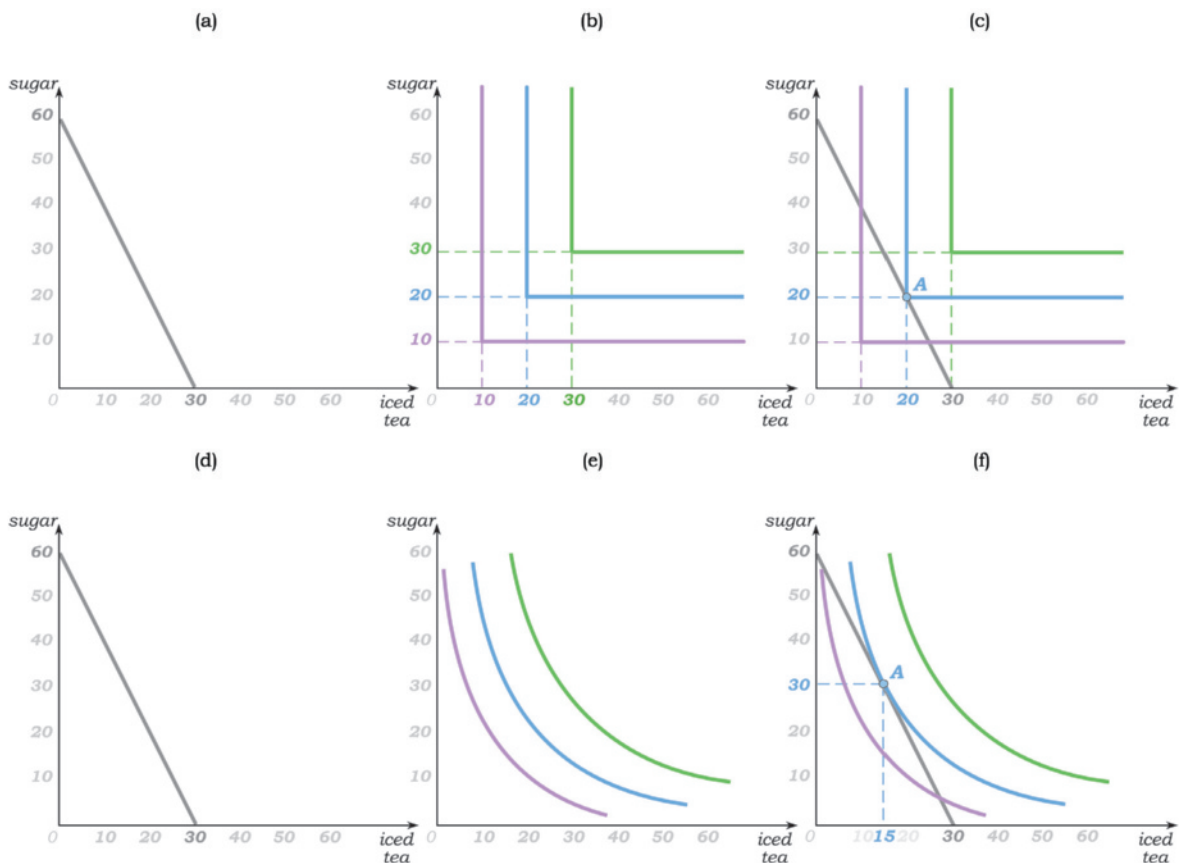 (a) (b) (c)
sugar sugar sugar
60 60 60
50 50 50
40 40 40
30 30 30
20 20 20
10 10 10
A
0 10 20 30 40 50 60 iced tea
0 10 20 30 40 50 60 iced tea
0 10 20 30 40 50 60 iced tea
(d) (e) (f)
sugar sugar sugar
60 60 60
50 50 50
40 40 40
30 30 30
20 20 20
10 10 10
A
0 10 20 30 40 50 60 iced tea
0 10 20 30 40 50 60 iced tea
0 10 15 20 30 40 50 60 iced tea